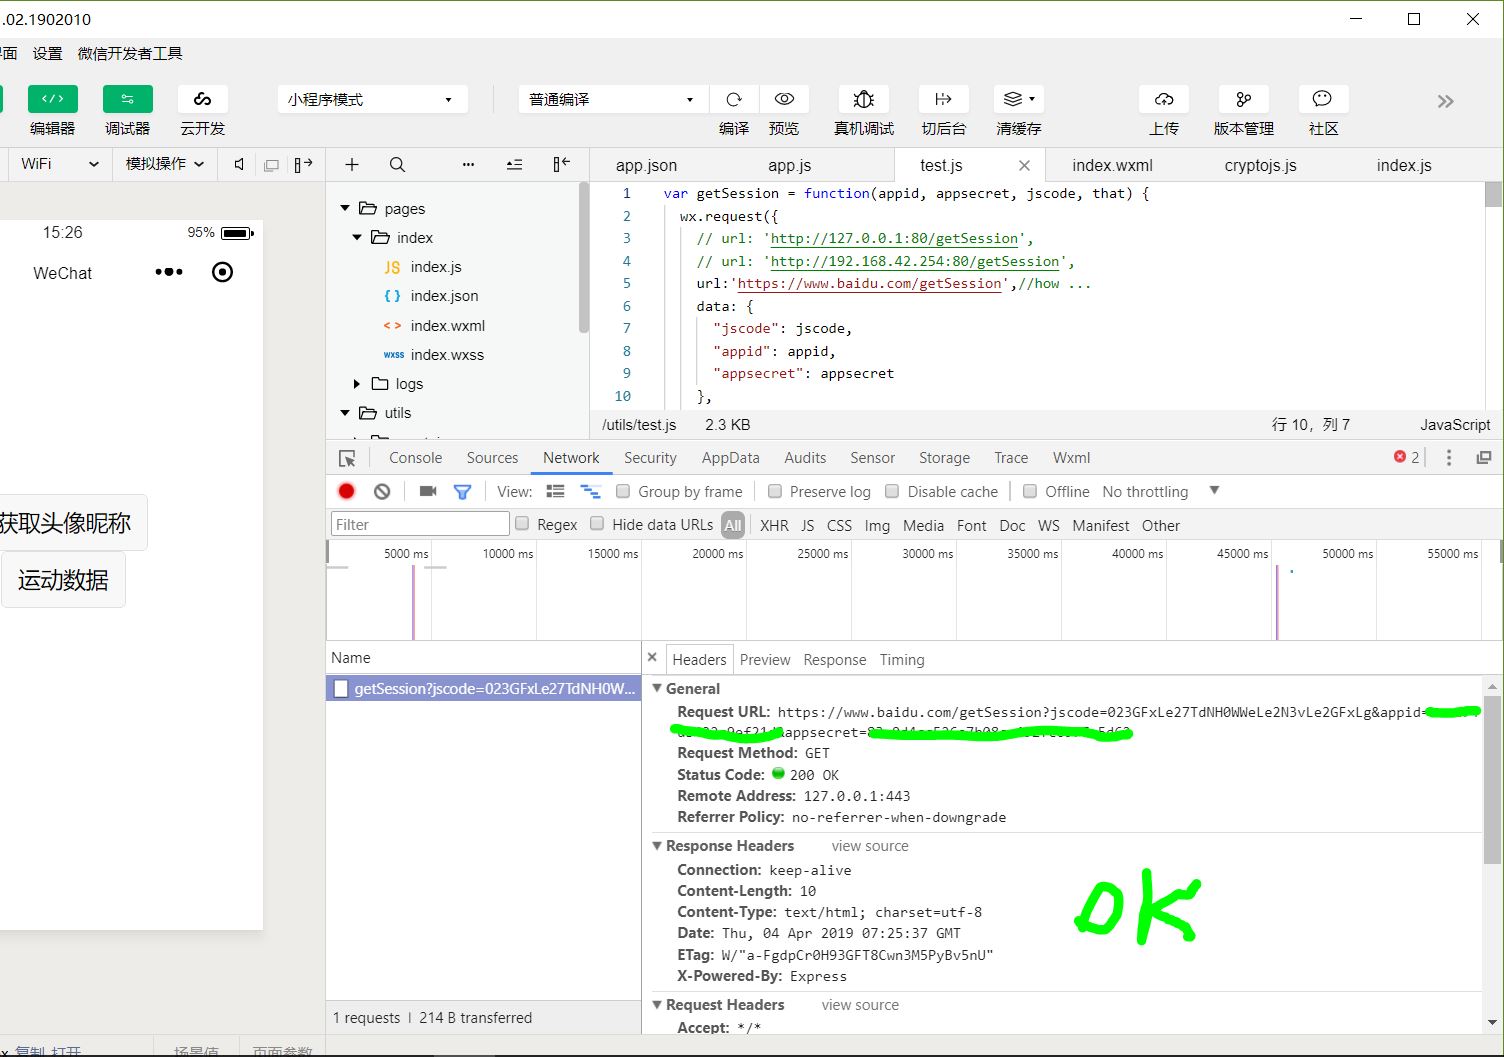 .02.1902010
界面 设置 微信开发者工具
小程序模式 普通编译
编辑器 调试器 云开发 编译 预览 真机调试 切后台 清缓存 上传 版本管理 社区
WiFi 模拟操作 app.json app.js test.js index.wxml cryptojs.js index.js
15:26 95%
WeChat
获取头像昵称
运动数据
pages
index
index.js
index.json
index.wxml
index.wxss
logs
utils
1 var getSession = function(appid, appsecret, jscode, that) {
2 wx.request({
3 // url: 'http://127.0.0.1:80/getSession',
4 // url: 'http://192.168.42.254:80/getSession',
5 url:'https://www.baidu.com/getSession',//how ...
6 data: {
7 "jscode": jscode,
8 "appid": appid,
9 "appsecret": appsecret
10 },
/utils/test.js 2.3 KB 行 10, 列 7 JavaScript
Console Sources Network Security AppData Audits Sensor Storage Trace Wxml 2
View: Group by frame Preserve log Disable cache Offline No throttling
Filter Regex Hide data URLs All XHR JS CSS Img Media Font Doc WS Manifest Other
5000 ms 10000 ms 15000 ms 20000 ms 25000 ms 30000 ms 35000 ms 40000 ms 45000 ms 50000 ms 55000 ms
Name
getSession?jscode=023GFxLe27TdNH0W...
Headers Preview Response Timing
General
Request URL: https://www.baidu.com/getSession?jscode=023GFxLe27TdNH0WWeLe2N3vLe2GFxLg&appid=
&appsecret=
Request Method: GET
Status Code: 200 OK
Remote Address: 127.0.0.1:443
Referrer Policy: no-referrer-when-downgrade
Response Headers view source
Connection: keep-alive
Content-Length: 10
Content-Type: text/html; charset=utf-8
Date: Thu, 04 Apr 2019 07:25:37 GMT
ETag: W/"a-FgdpCr0H93GFT8Cwn3M5PyBv5nU"
X-Powered-By: Express
OK
Request Headers view source
Accept: */*
1 requests | 214 B transferred
复制 打开 场景值 页面参数